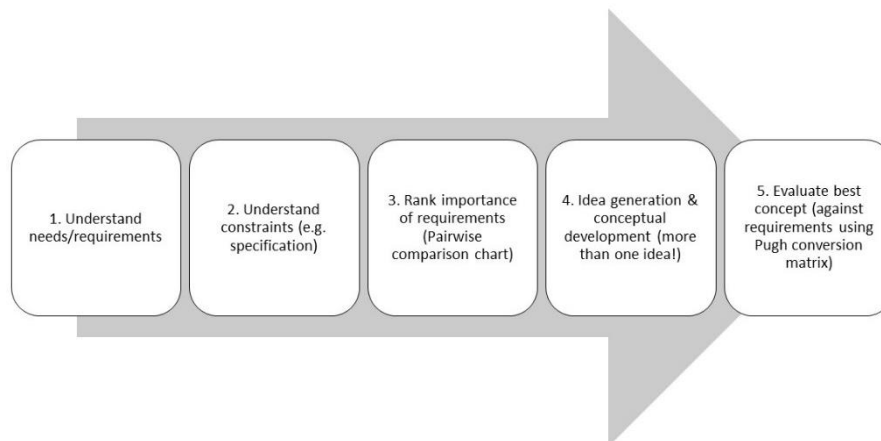 1. Understand
needs/requirements
2. Understand
constraints (e.g.
specification)
3. Rank importance
of requirements
(Pairwise
comparison chart)
4. Idea generation &
conceptual
development (more
than one idea!)
5. Evaluate best
concept (against
requirements using
Pugh conversion
matrix)